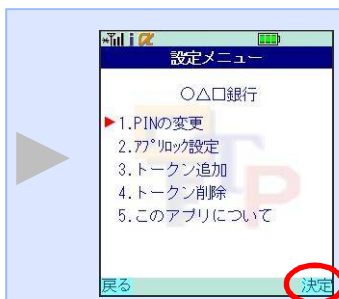 i α
設定メニュー
○△□銀行
1.PINの変更
2.アプリロック設定
3.トークン追加
4.トークン削除
5.このアプリについて
戻る 決定